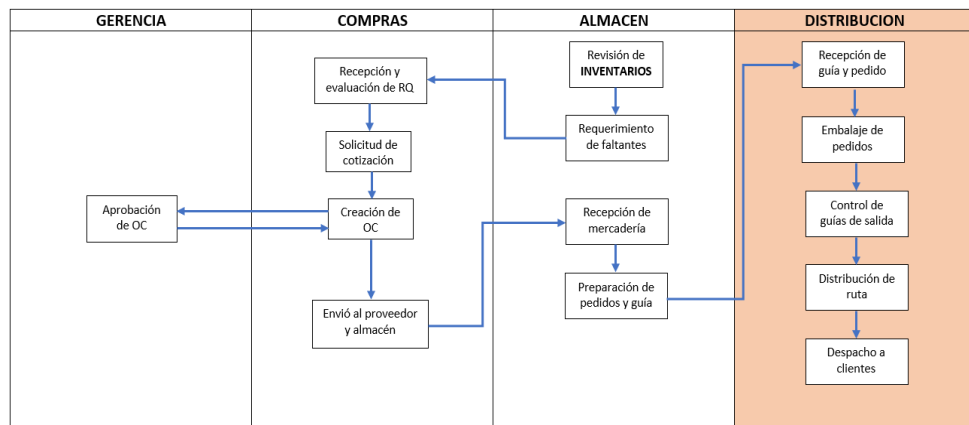 GERENCIA
COMPRAS
ALMACEN
DISTRIBUCION
Recepción y
evaluación de RQ
Solicitud de
cotización
Aprobación
de OC
Creación de
OC
Envió al proveedor
y almacén
Revisión de
INVENTARIOS
Requerimiento
de faltantes
Recepción de
mercadería
Preparación de
pedidos y guía
Recepción de
guía y pedido
Embalaje de
pedidos
Control de
guías de salida
Distribución de
ruta
Despacho a
clientes